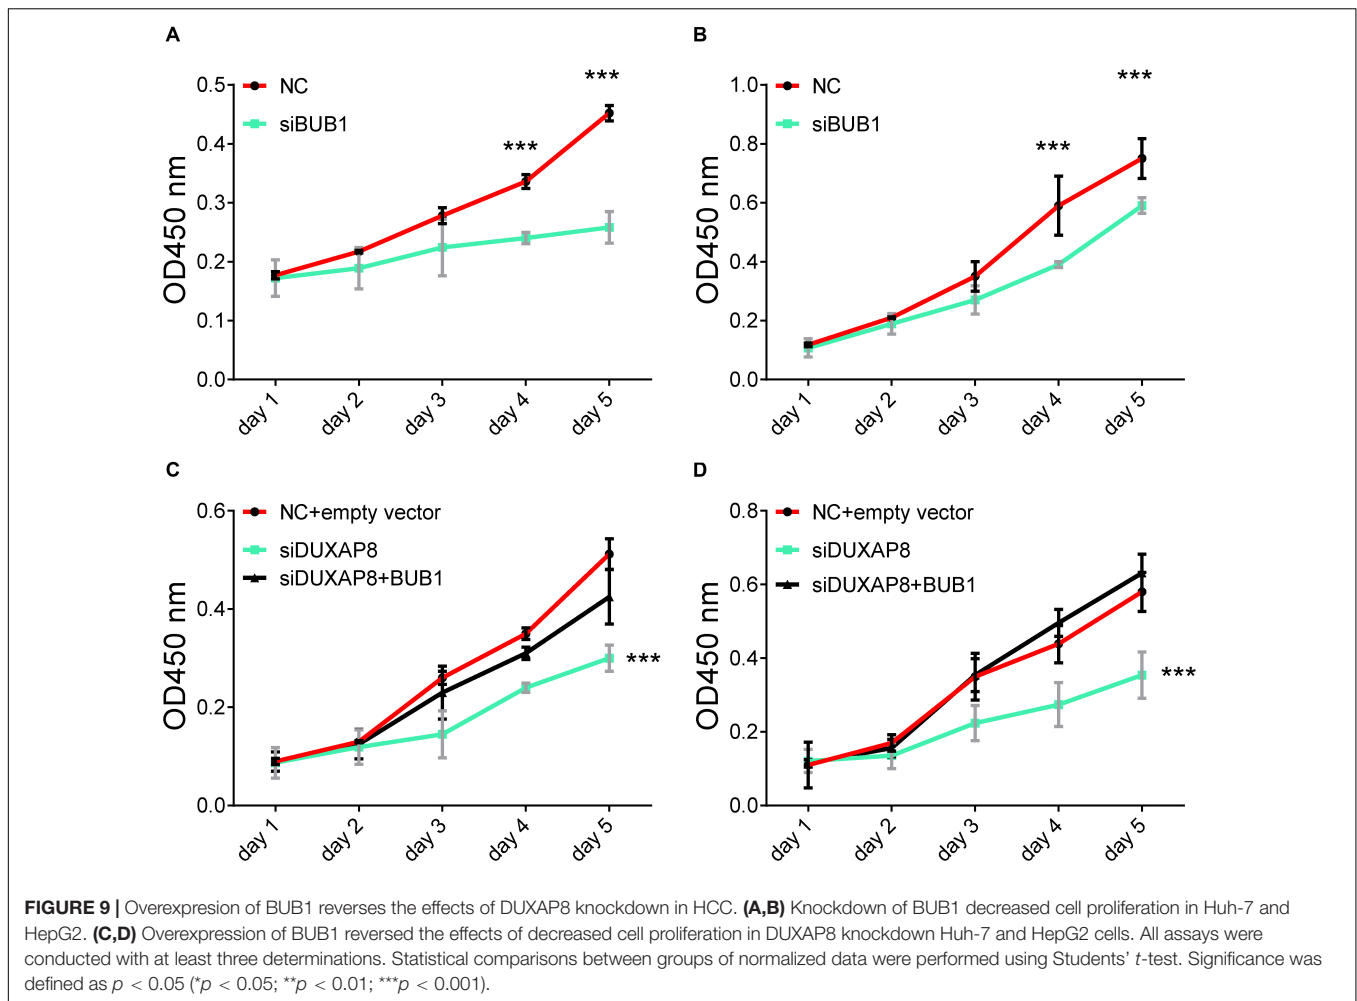 A
0.5
0.4
0.3
0.2
0.1
0.0
OD450 nm
NC
siBUB1
***
***
day 1
day 2
day 3
day 4
day 5
B
1.0
0.8
0.6
0.4
0.2
0.0
OD450 nm
NC
siBUB1
***
***
day 1
day 2
day 3
day 4
day 5
C
0.6
0.4
0.2
0.0
OD450 nm
NC+empty vector
siDUXAP8
siDUXAP8+BUB1
***
day 1
day 2
day 3
day 4
day 5
D
0.8
0.6
0.4
0.2
0.0
OD450 nm
NC+empty vector
siDUXAP8
siDUXAP8+BUB1
***
day 1
day 2
day 3
day 4
day 5
FIGURE 9 | Overexpresion of BUB1 reverses the effects of DUXAP8 knockdown in HCC. (A,B) Knockdown of BUB1 decreased cell proliferation in Huh-7 and
HepG2. (C,D) Overexpression of BUB1 reversed the effects of decreased cell proliferation in DUXAP8 knockdown Huh-7 and HepG2 cells. All assays were
conducted with at least three determinations. Statistical comparisons between groups of normalized data were performed using Students' t-test. Significance was
defined as p < 0.05 (*p < 0.05; **p < 0.01; ***p < 0.001).